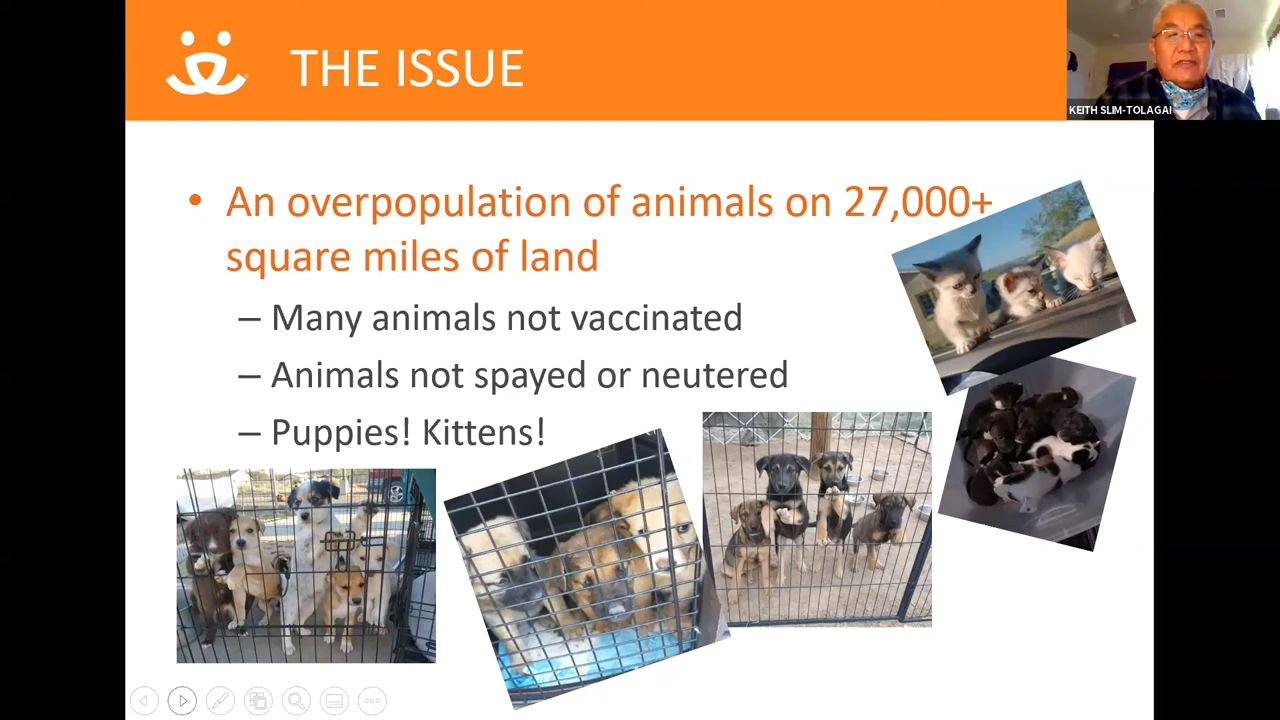 THE ISSUE
KEITH SLIM-TOLAGAI
• An overpopulation of animals on 27,000+
square miles of land
– Many animals not vaccinated
– Animals not spayed or neutered
– Puppies! Kittens!